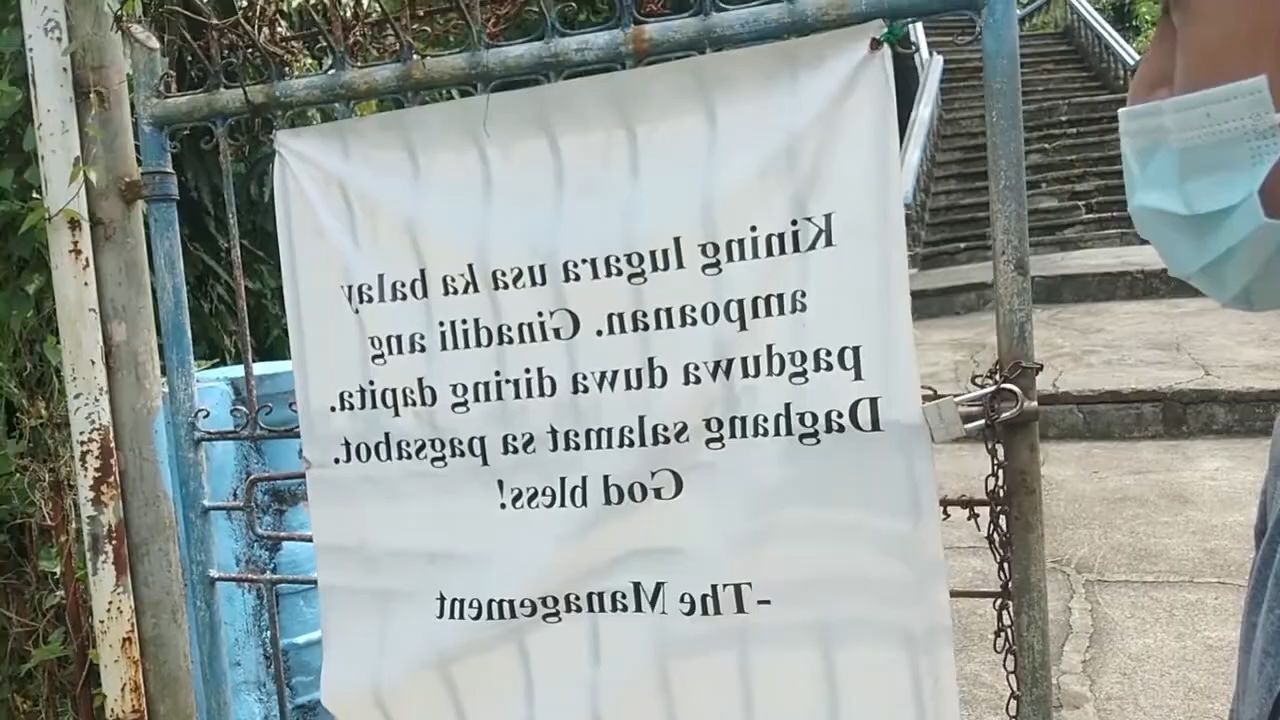 Kining lugara usa ka balay
ampoanan. Ginadili ang
pagduwa duwa diring dapita.
Daghang salamat sa pagsabot.
God bless!
-The Management